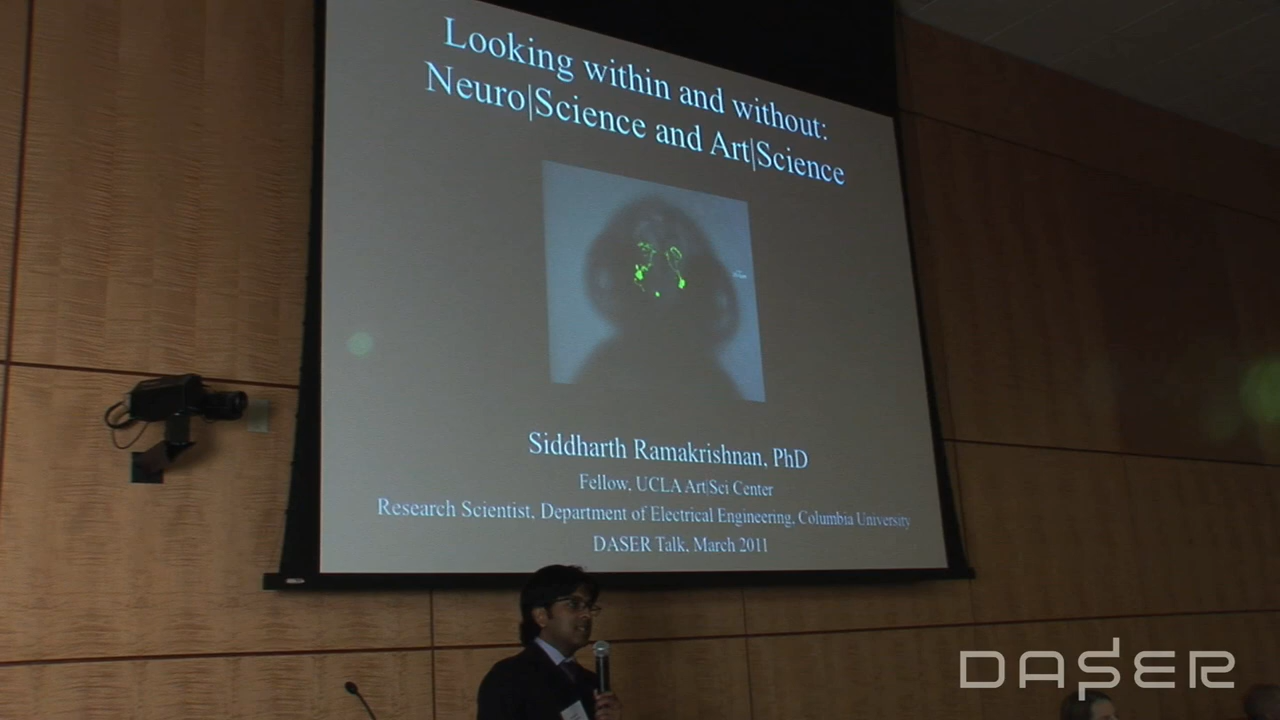 Looking within and without:
Neuro|Science and Art|Science
Siddharth Ramakrishnan, PhD
Fellow, UCLA Art|Sci Center
Research Scientist, Department of Electrical Engineering, Columbia University
DASER Talk, March 2011
DASER